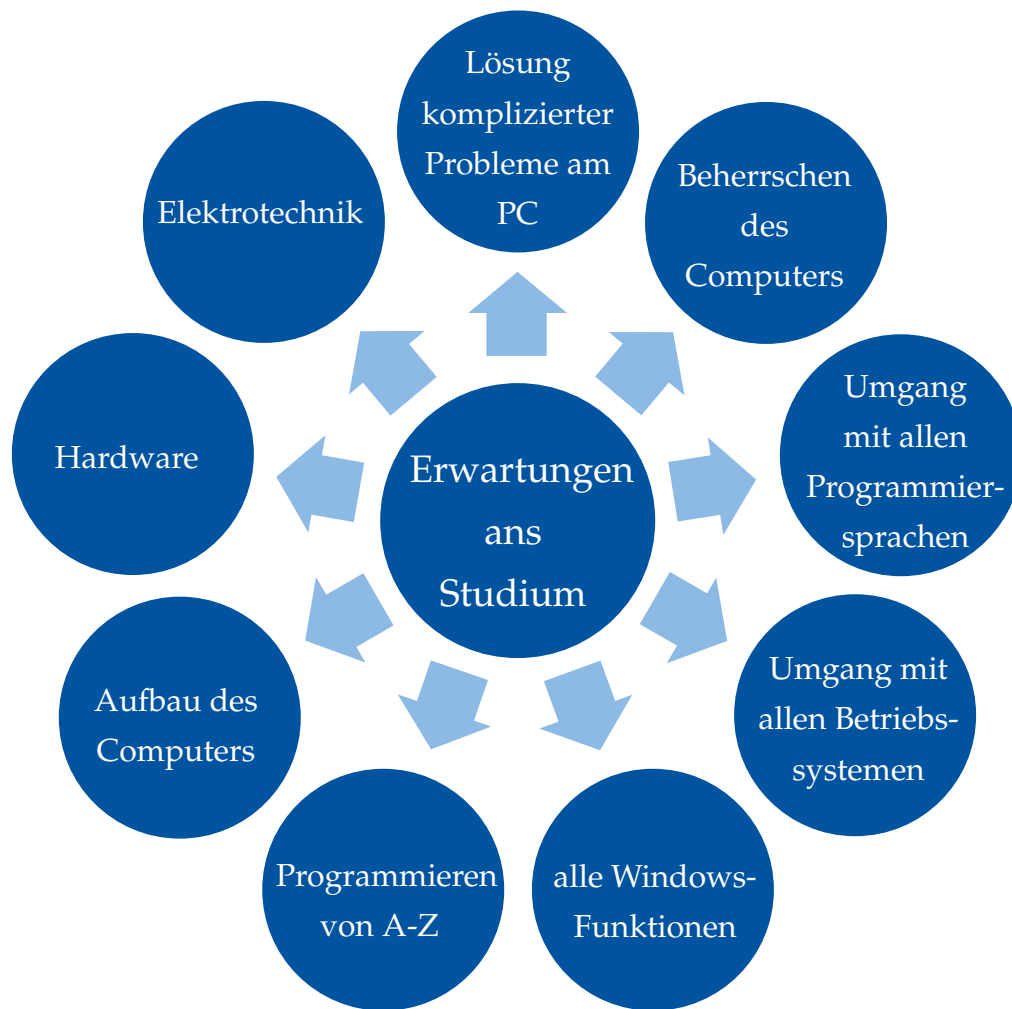 Lösung
komplizierter
Probleme am
PC
Beherrschen
des
Computers
Umgang
mit allen
Programmier-
sprachen
Umgang mit
allen Betriebs-
systemen
alle Windows-
Funktionen
Programmieren
von A-Z
Aufbau des
Computers
Hardware
Elektrotechnik
Erwartungen
ans
Studium